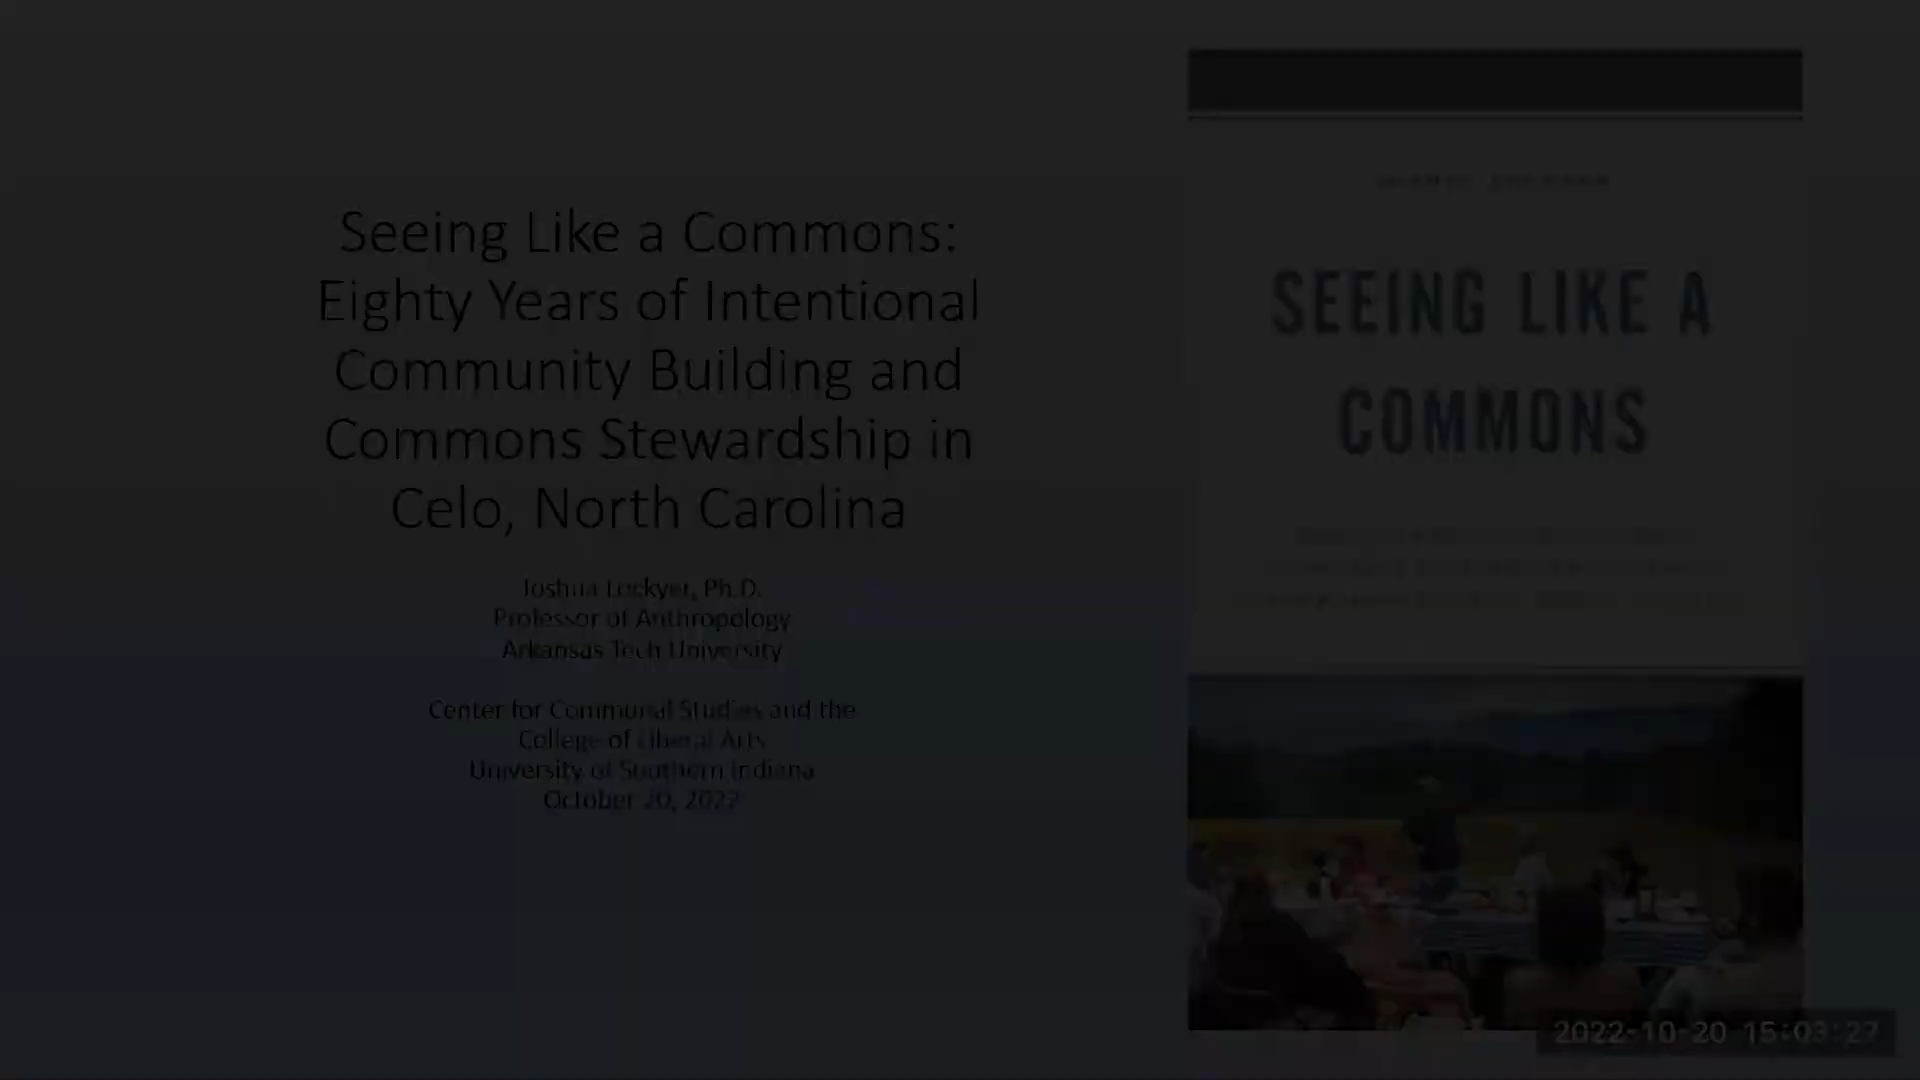 Seeing Like a Commons:
Eighty Years of Intentional
Community Building and
Commons Stewardship in
Celo, North Carolina
Joshua Lockyer, Ph.D.
Professor of Anthropology
Arkansas Tech University
Center for Communal Studies and the
College of Liberal Arts
University of Southern Indiana
October 20, 2022
SEEING LIKE A
COMMONS
2022-10-20 15:03:27